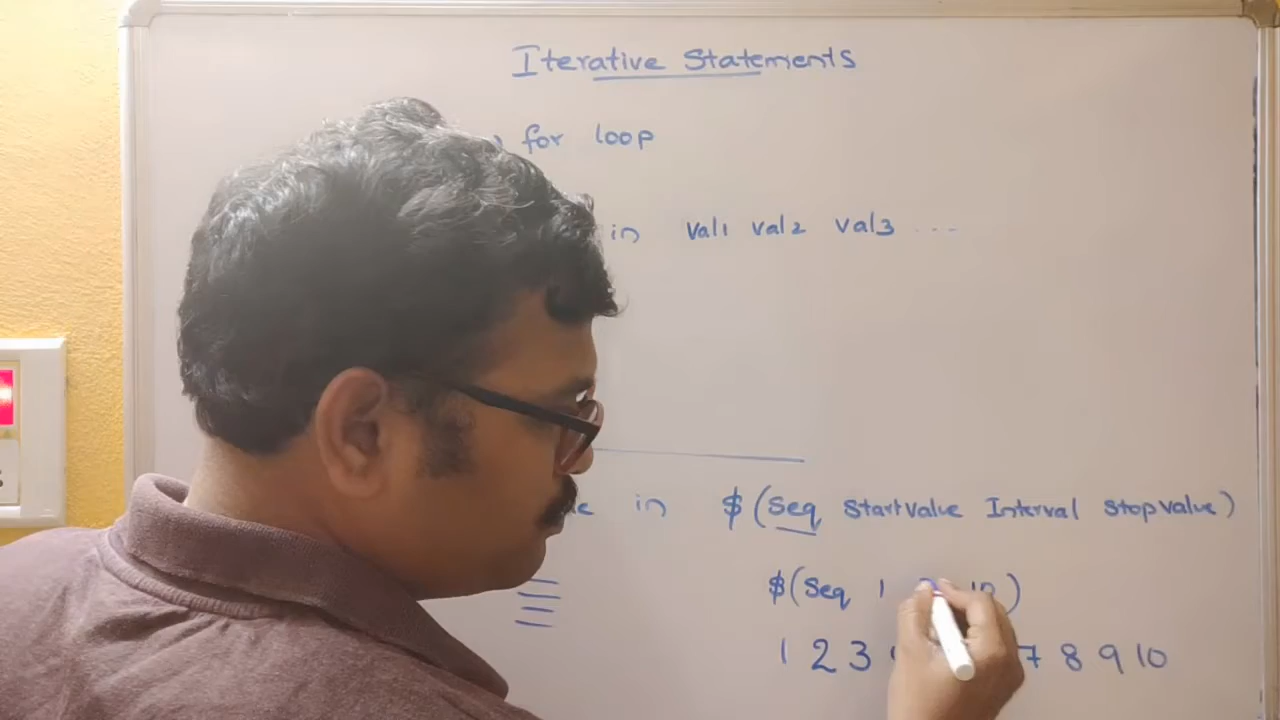 Iterative Statements
for loop
in val1 val2 val3 ...
in $(Seq Startvalue Interval Stopvalue)
$(Seq 1 10)
1 2 3 7 8 9 10